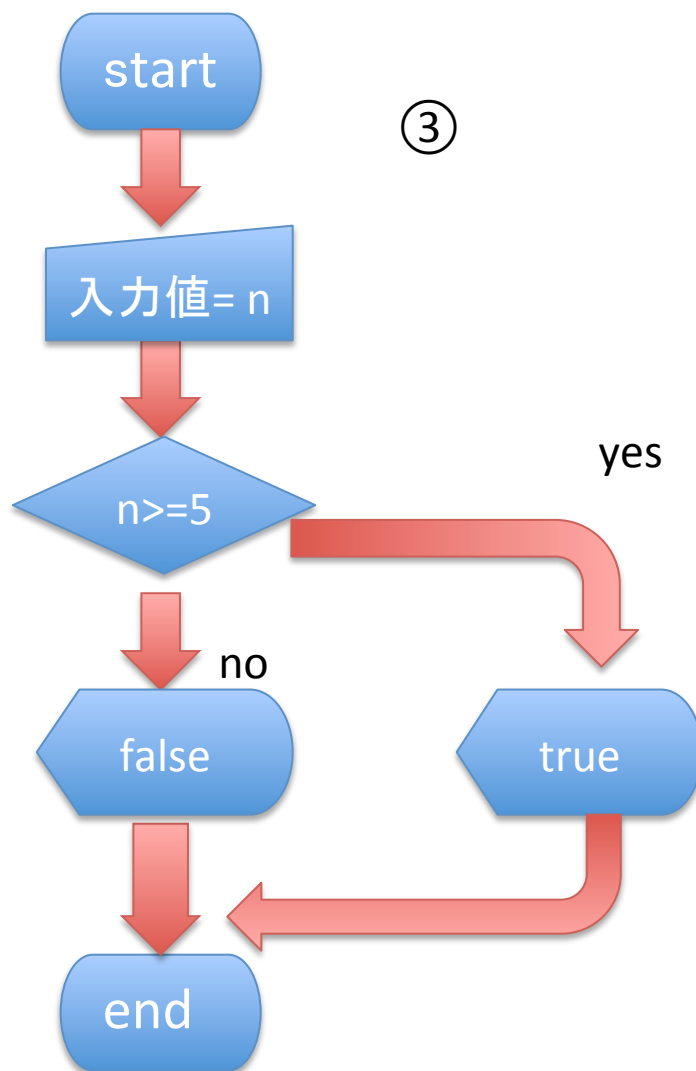 start
③
入力値= n
n>=5
yes
no
false
true
end